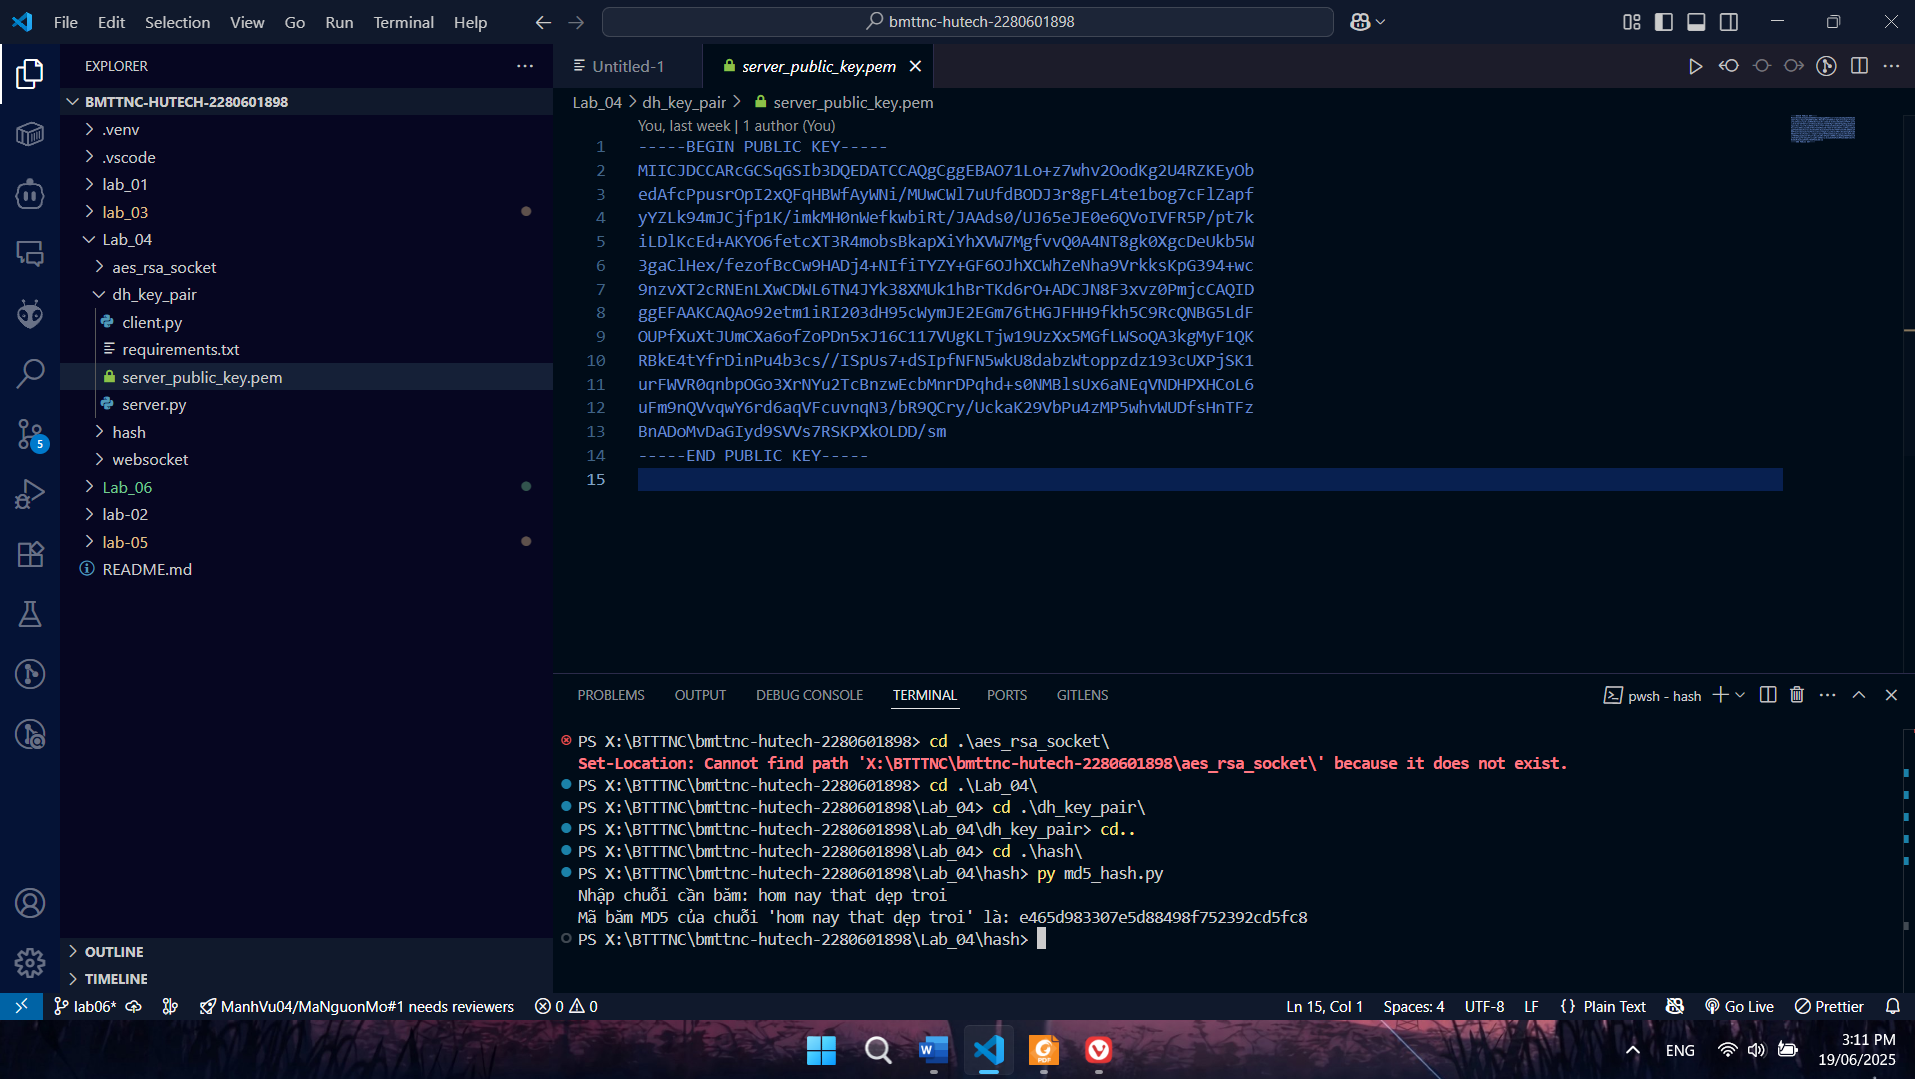 File Edit Selection View Go Run Terminal Help
bmttnc-hutech-2280601898
EXPLORER
BMTTNC-HUTECH-2280601898
.venv
.vscode
lab_01
lab_03
Lab_04
aes_rsa_socket
dh_key_pair
client.py
requirements.txt
server_public_key.pem
server.py
hash
websocket
Lab_06
lab-02
lab-05
README.md
5
OUTLINE
TIMELINE
Untitled-1
server_public_key.pem
Lab_04 > dh_key_pair > server_public_key.pem
You, last week | 1 author (You)
1 -----BEGIN PUBLIC KEY-----
2 MIICJDCCARcGCSqGSIb3DQEDATCCAQgCggEBAO71Lo+z7whv2OodKg2U4RZKEyOb
3 edAfcPpusrOpI2xQFqHBWfAyWNi/MUwCWl7uUfdBODJ3r8gFL4te1bog7cFlZapf
4 yYZLk94mJCjfp1K/imkMH0nWefkwbiRt/JAAds0/UJ65eJE0e6QVoIVFR5P/pt7k
5 iLDlKcEd+AKYO6fetcXT3R4mobsBkapXiYhXVW7MgfvvQ0A4NT8gk0XgcDeUkb5W
6 3gaClHex/fezofBcCw9HADj4+NIfiTYZY+GF6OJhXCWhZeNha9VrkksKpG394+wc
7 9nzvXT2cRNEnLXwCDWL6TN4JYk38XMUk1hBrTKd6rO+ADCJN8F3xvz0PmjcCAQID
8 ggEFAAKCAQAo92etm1iRI203dH95cWymJE2EGm76tHGJFHH9fkh5C9RcQNBG5LdF
9 OUPfXuXtJUmCXa6ofZoPDn5xJ16C117VUgKLTjw19UzXx5MGfLWSoQA3kgMyF1QK
10 RBkE4tYfrDinPu4b3cs//ISpUs7+dSIpfNFN5wkU8dabzWtoppzdz193cUXPjSK1
11 urFWVR0qnbpOGo3XrNYu2TcBnzwEcbMnrDPqhd+s0NMBlsUx6aNEqVNDHPXHCoL6
12 uFm9nQVvqwY6rd6aqVFcuvnqN3/bR9QCry/UckaK29VbPu4zMP5whvWUDfsHnTFz
13 BnADoMvDaGIyd9SVVs7RSKPXkOLDD/sm
14 -----END PUBLIC KEY-----
15
PROBLEMS OUTPUT DEBUG CONSOLE TERMINAL PORTS GITLENS
pwsh - hash
PS X:\BTTTNC\bmttnc-hutech-2280601898> cd .\aes_rsa_socket\
Set-Location: Cannot find path 'X:\BTTTNC\bmttnc-hutech-2280601898\aes_rsa_socket\' because it does not exist.
PS X:\BTTTNC\bmttnc-hutech-2280601898> cd .\Lab_04\
PS X:\BTTTNC\bmttnc-hutech-2280601898\Lab_04> cd .\dh_key_pair\
PS X:\BTTTNC\bmttnc-hutech-2280601898\Lab_04\dh_key_pair> cd..
PS X:\BTTTNC\bmttnc-hutech-2280601898\Lab_04> cd .\hash\
PS X:\BTTTNC\bmttnc-hutech-2280601898\Lab_04\hash> py md5_hash.py
Nhập chuỗi cần băm: hom nay that dẹp troi
Mã băm MD5 của chuỗi 'hom nay that dẹp troi' là: e465d983307e5d88498f752392cd5fc8
PS X:\BTTTNC\bmttnc-hutech-2280601898\Lab_04\hash>
lab06* ManhVu04/MaNguonMo#1 needs reviewers 0 0
Ln 15, Col 1 Spaces: 4 UTF-8 LF {} Plain Text Go Live Prettier
ENG
3:11 PM
19/06/2025